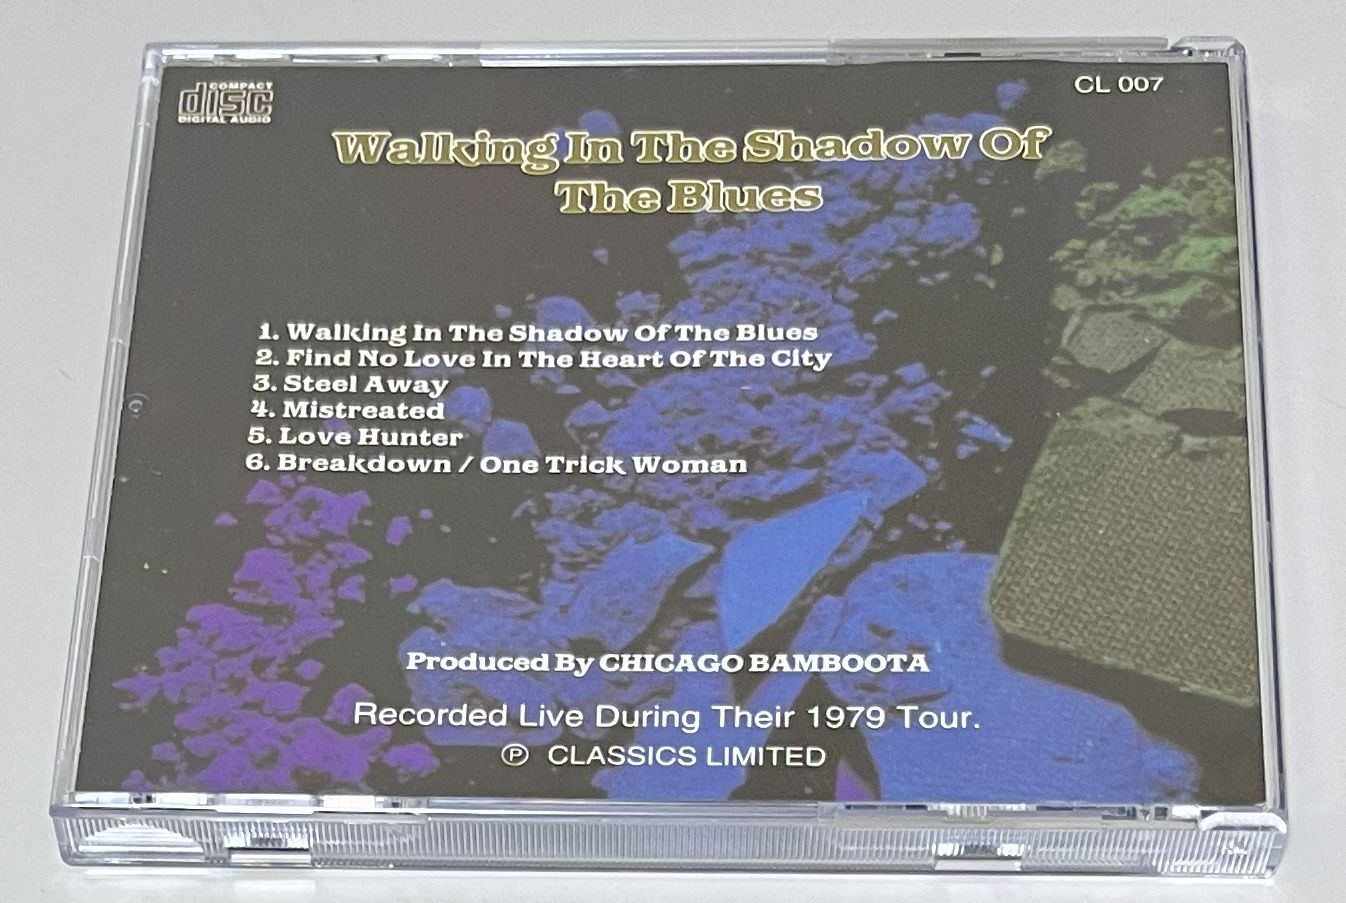 COMPACT
disc
DIGITAL AUDIO
CL 007
Walking In The Shadow Of
The Blues
1. Walking In The Shadow Of The Blues
2. Find No Love In The Heart Of The City
3. Steel Away
4. Mistreated
5. Love Hunter
6. Breakdown / One Trick Woman
Produced By CHICAGO BAMBOOTA
Recorded Live During Their 1979 Tour.
℗ CLASSICS LIMITED